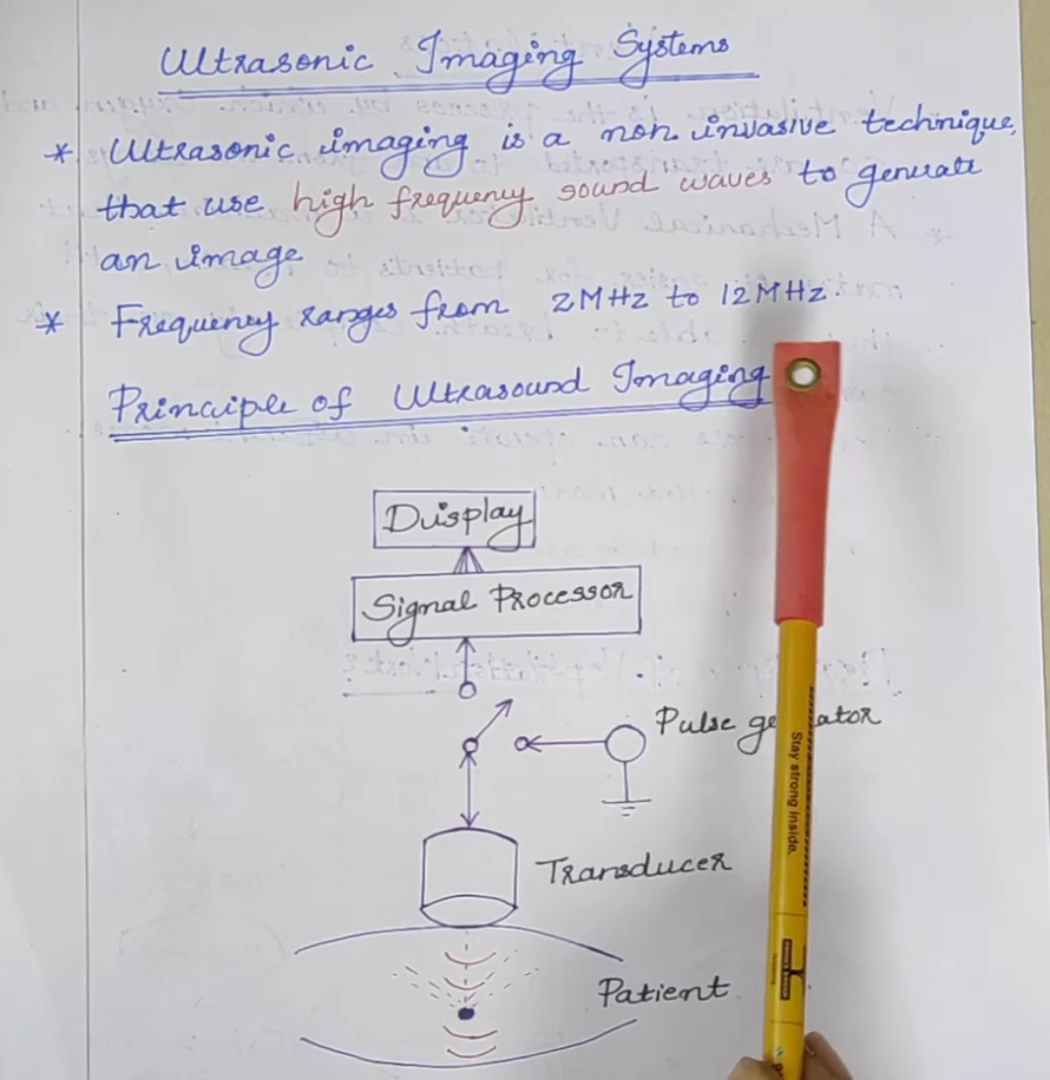 Ultrasonic Imaging Systems
* Ultrasonic imaging is a non invasive technique,
that use high frequency sound waves to generate
an image
* Frequency ranges from 2MHz to 12MHz.
Principle of Ultrasound Imaging
Display
Signal Processor
Pulse ge ator
Stay strong inside.
Transducer
Patient